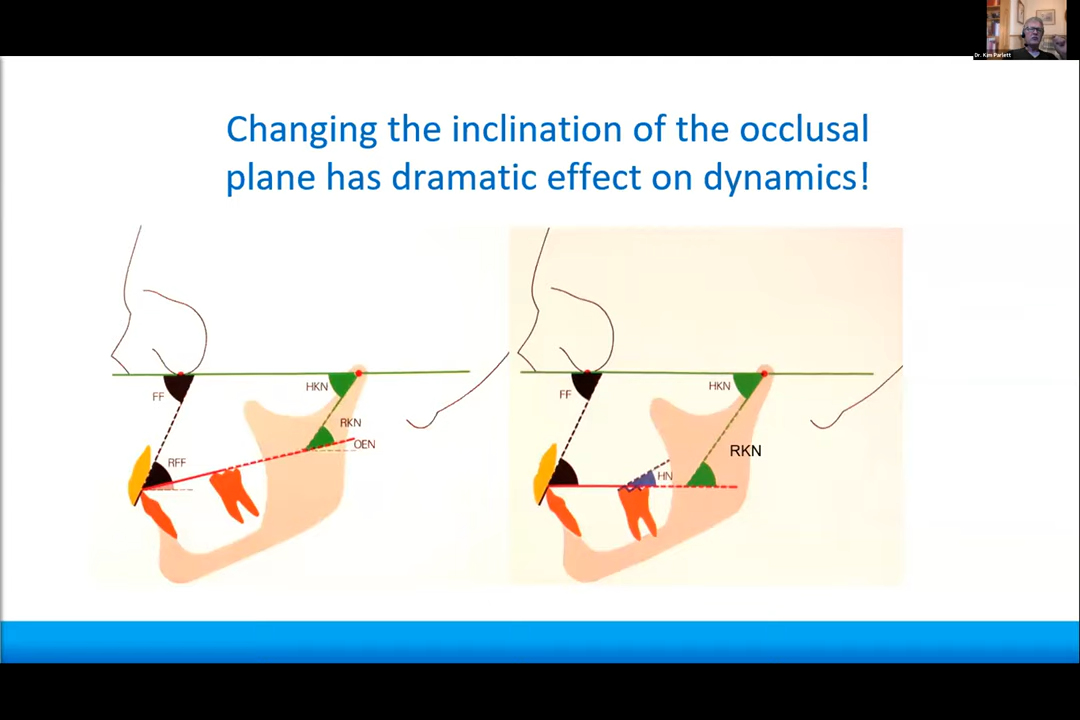 Dr. Kim Parlett
Changing the inclination of the occlusal
plane has dramatic effect on dynamics!
FF
HKN
RKN
OEN
RFF
FF
HKN
RKN
HN